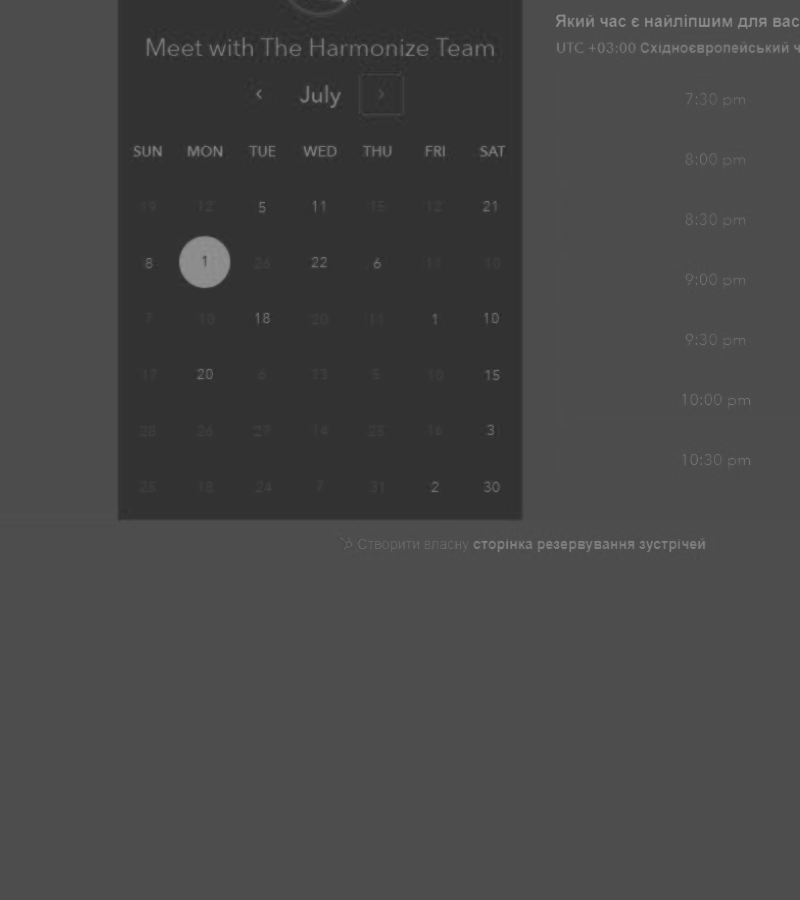 Meet with The Harmonize Team
July
SUN MON TUE WED THU FRI SAT
19 12 5 11 15 12 21
8 1 26 22 6 18
7 10 18 20 11 1 10
17 20 6 13 5 10 15
28 26 27 14 25 16 3
25 18 24 7 31 2 30
Який час є найліпшим для вас
UTC +03:00 Східноєвропейський ч
7:30 pm
8:00 pm
8:30 pm
9:00 pm
9:30 pm
10:00 pm
10:30 pm
Створити власну сторінка резервування зустрічей